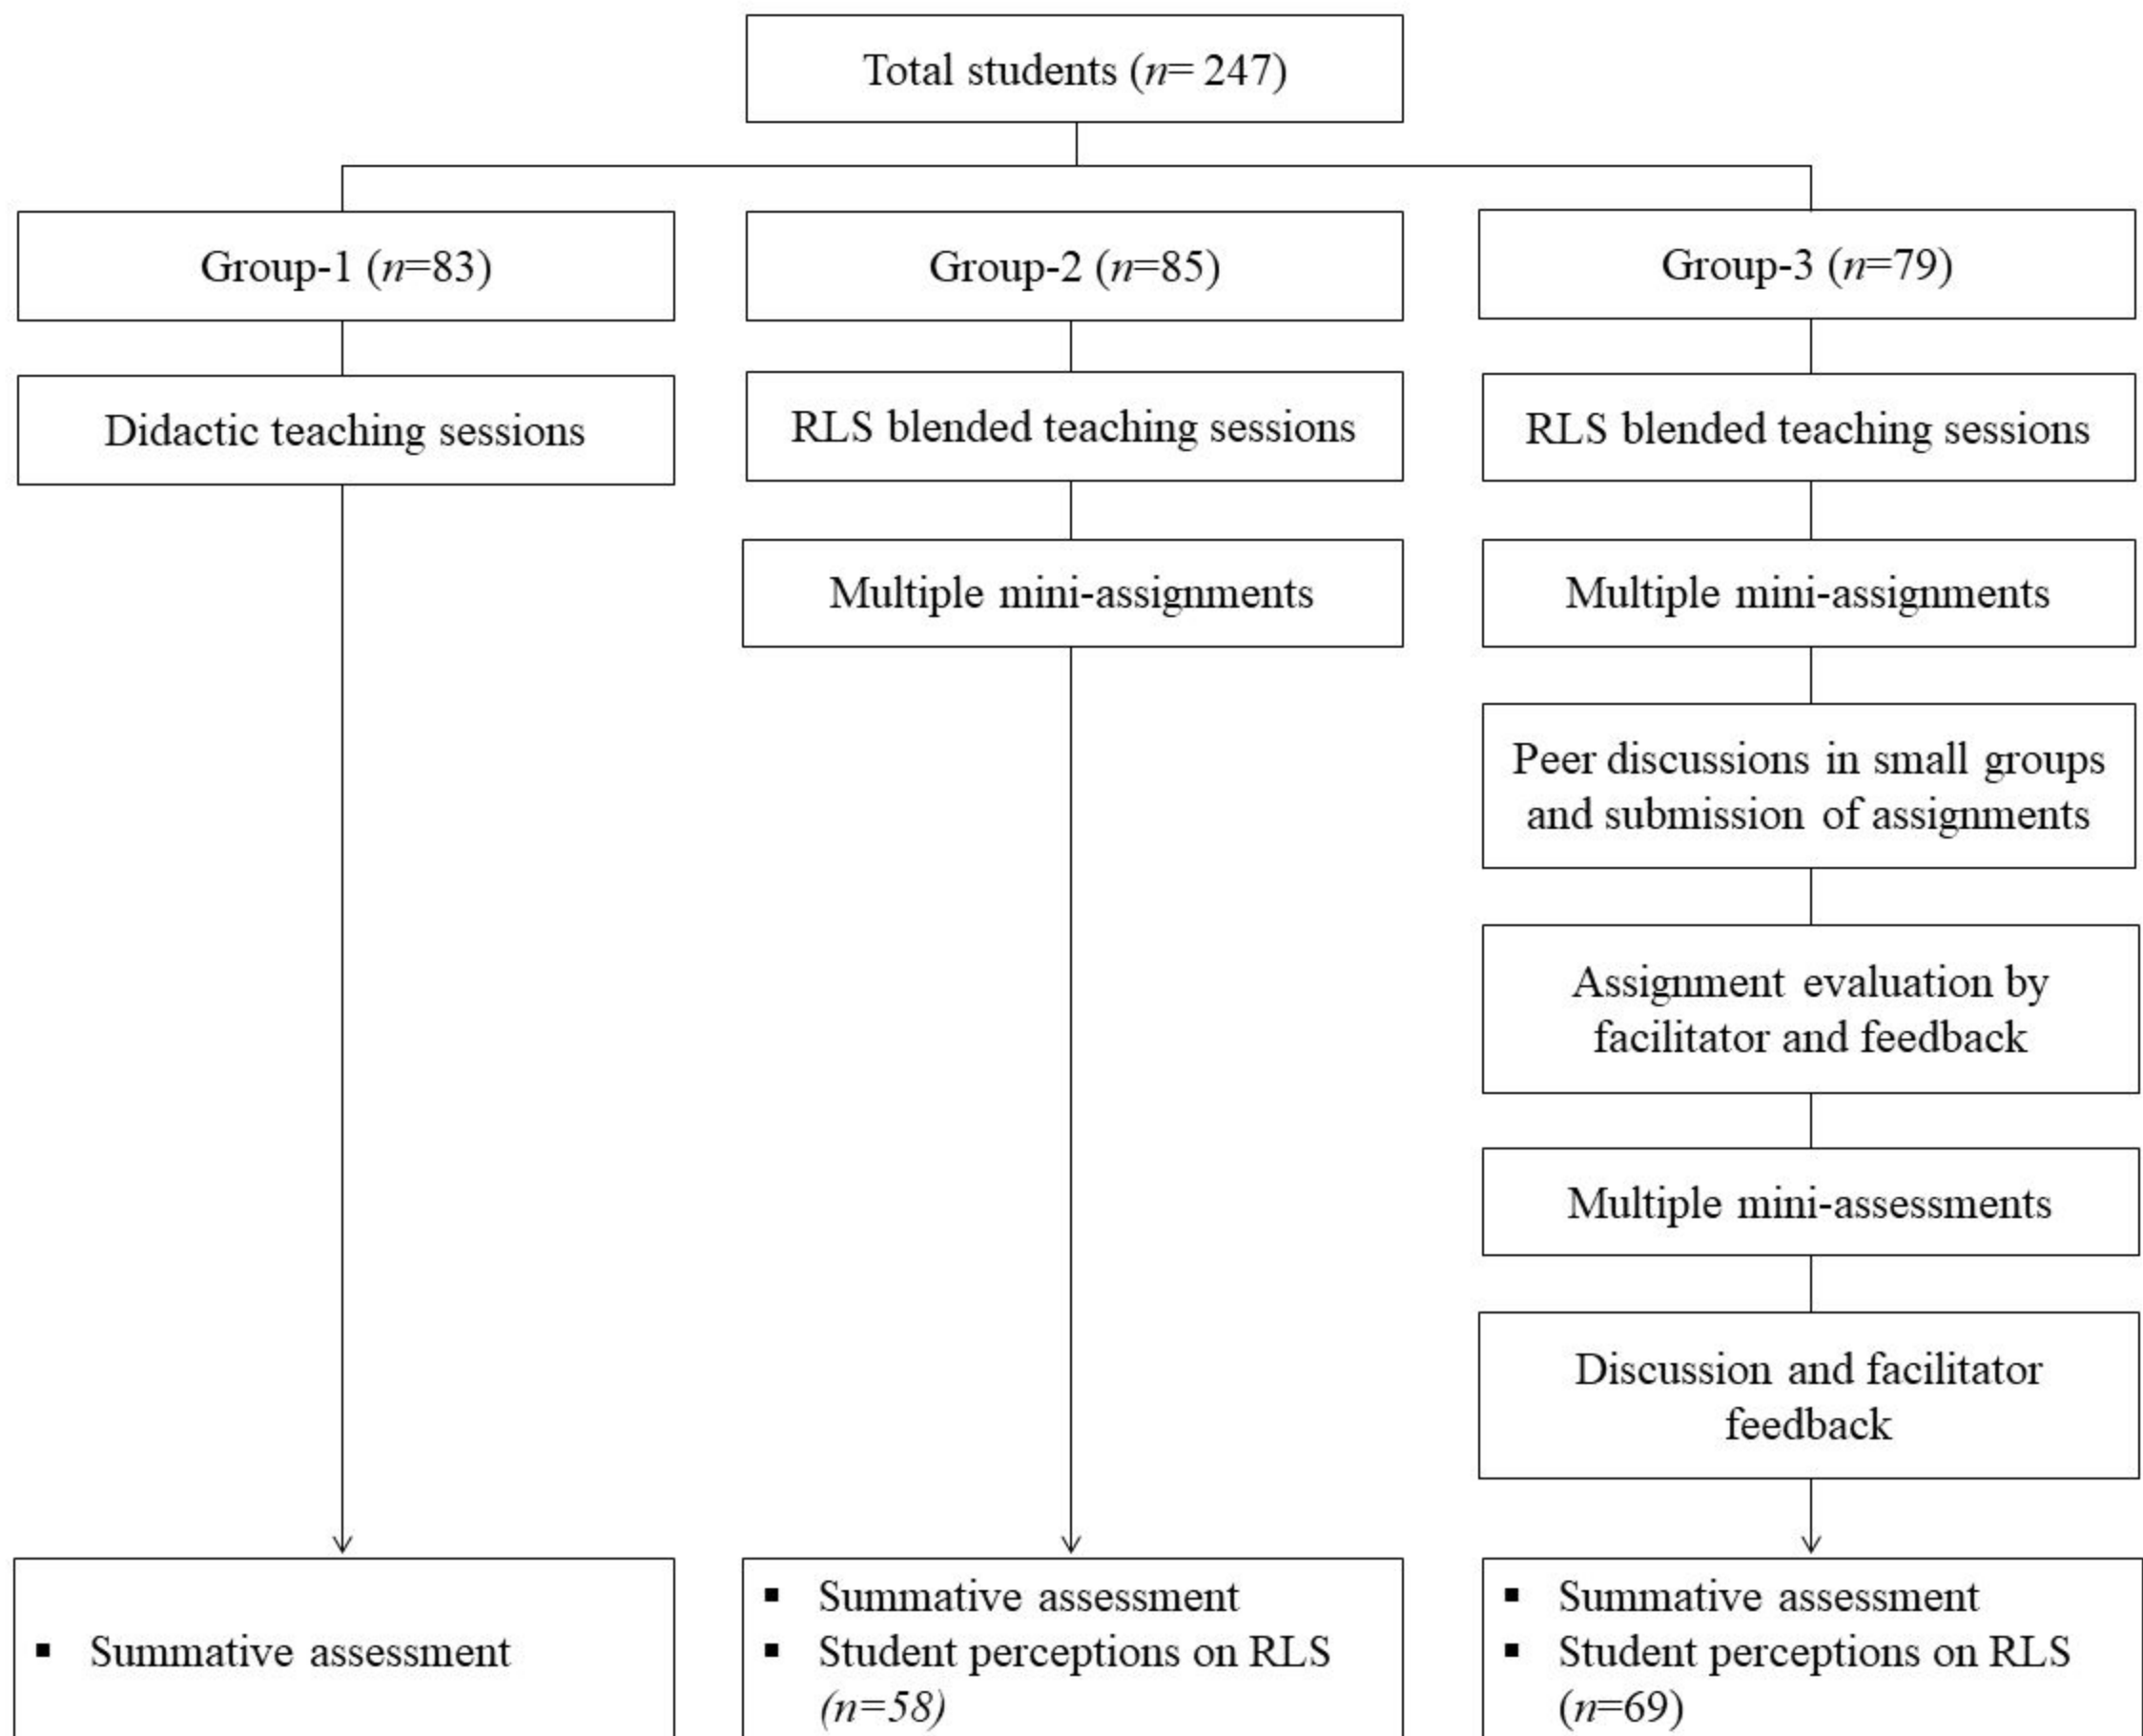 Total students (n= 247)
Group-1 (n=83)
Group-2 (n=85)
Group-3 (n=79)
Didactic teaching sessions
RLS blended teaching sessions
RLS blended teaching sessions
Multiple mini-assignments
Multiple mini-assignments
Peer discussions in small groups
and submission of assignments
Assignment evaluation by
facilitator and feedback
Multiple mini-assessments
Discussion and facilitator
feedback
▪ Summative assessment
▪ Summative assessment
▪ Student perceptions on RLS
(n=58)
▪ Summative assessment
▪ Student perceptions on RLS
(n=69)